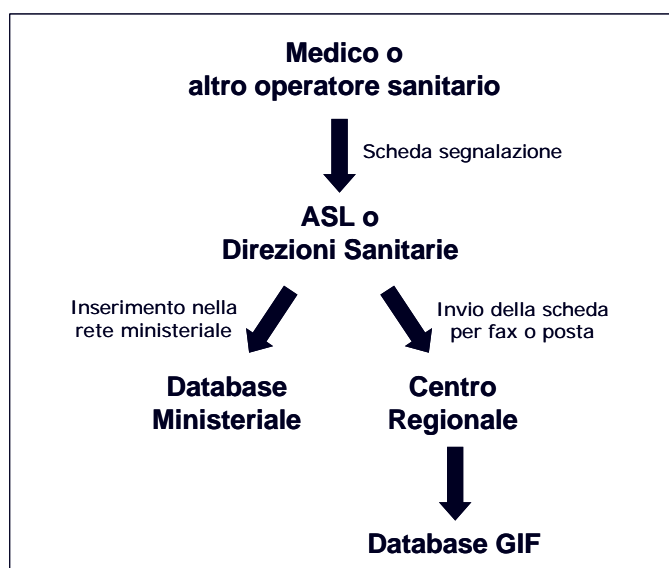 Medico o
altro operatore sanitario
Scheda segnalazione
ASL o
Direzioni Sanitarie
Inserimento nella
rete ministeriale
Invio della scheda
per fax o posta
Database
Ministeriale
Centro
Regionale
Database GIF